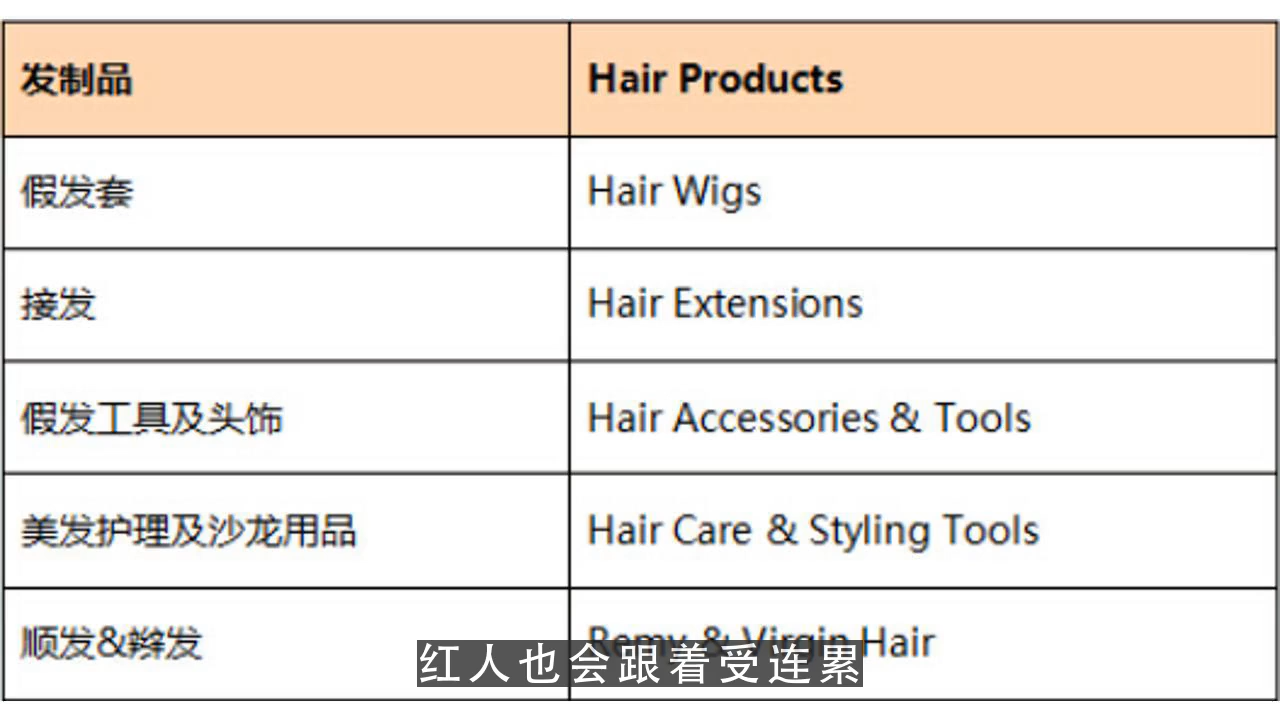 发制品 Hair Products
假发套 Hair Wigs
接发 Hair Extensions
假发工具及头饰 Hair Accessories & Tools
美发护理及沙龙用品 Hair Care & Styling Tools
顺发&辫发 Remy & Virgin Hair
红人也会跟着受连累